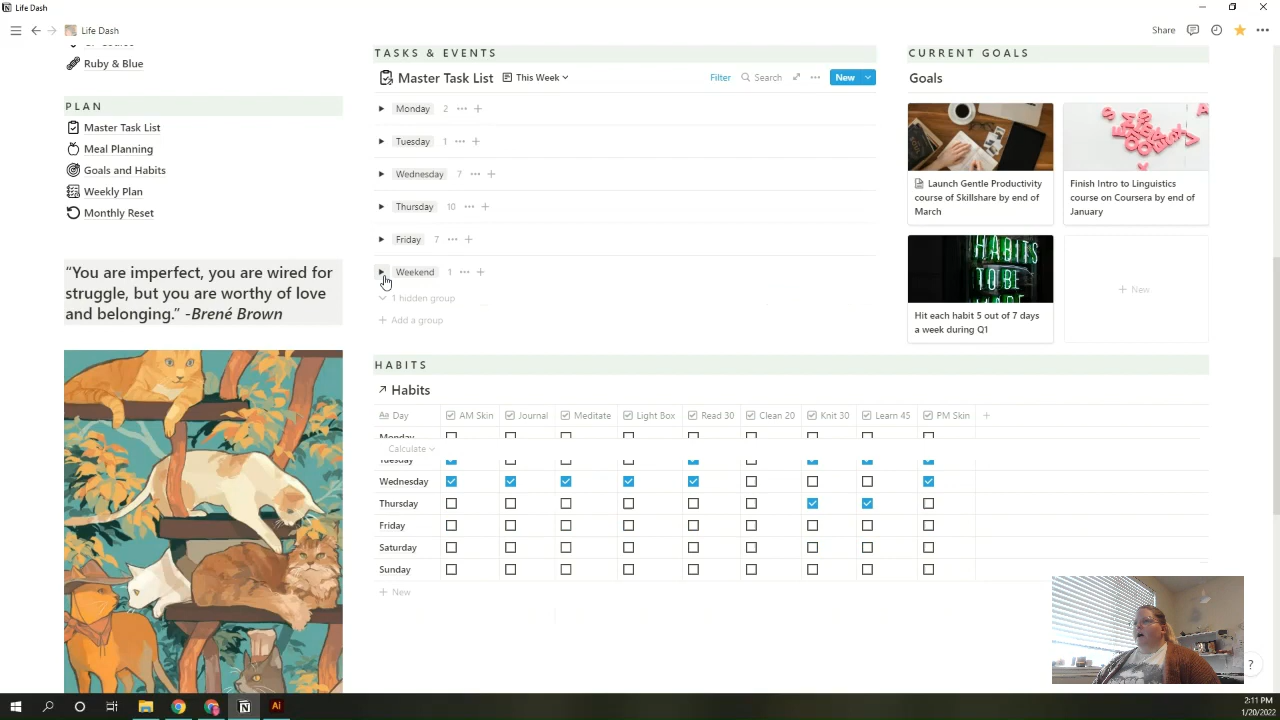 Life Dash
Life Dash
Share
Ruby & Blue
PLAN
Master Task List
Meal Planning
Goals and Habits
Weekly Plan
Monthly Reset
“You are imperfect, you are wired for
struggle, but you are worthy of love
and belonging.” -Brené Brown
TASKS & EVENTS
Master Task List This Week
Filter Search New
Monday 2
Tuesday 1
Wednesday 7
Thursday 10
Friday 7
Weekend 1
1 hidden group
Add a group
CURRENT GOALS
Goals
Launch Gentle Productivity
course of Skillshare by end of
March
Finish Intro to Linguistics
course on Coursera by end of
January
HABITS
TO BE
MADE
Hit each habit 5 out of 7 days
a week during Q1
New
HABITS
Habits
Aa Day AM Skin Journal Meditate Light Box Read 30 Clean 20 Knit 30 Learn 45 PM Skin
Monday
Calculate
Tuesday
Wednesday
Thursday
Friday
Saturday
Sunday
New
?
Ai
2:11 PM
1/20/2022